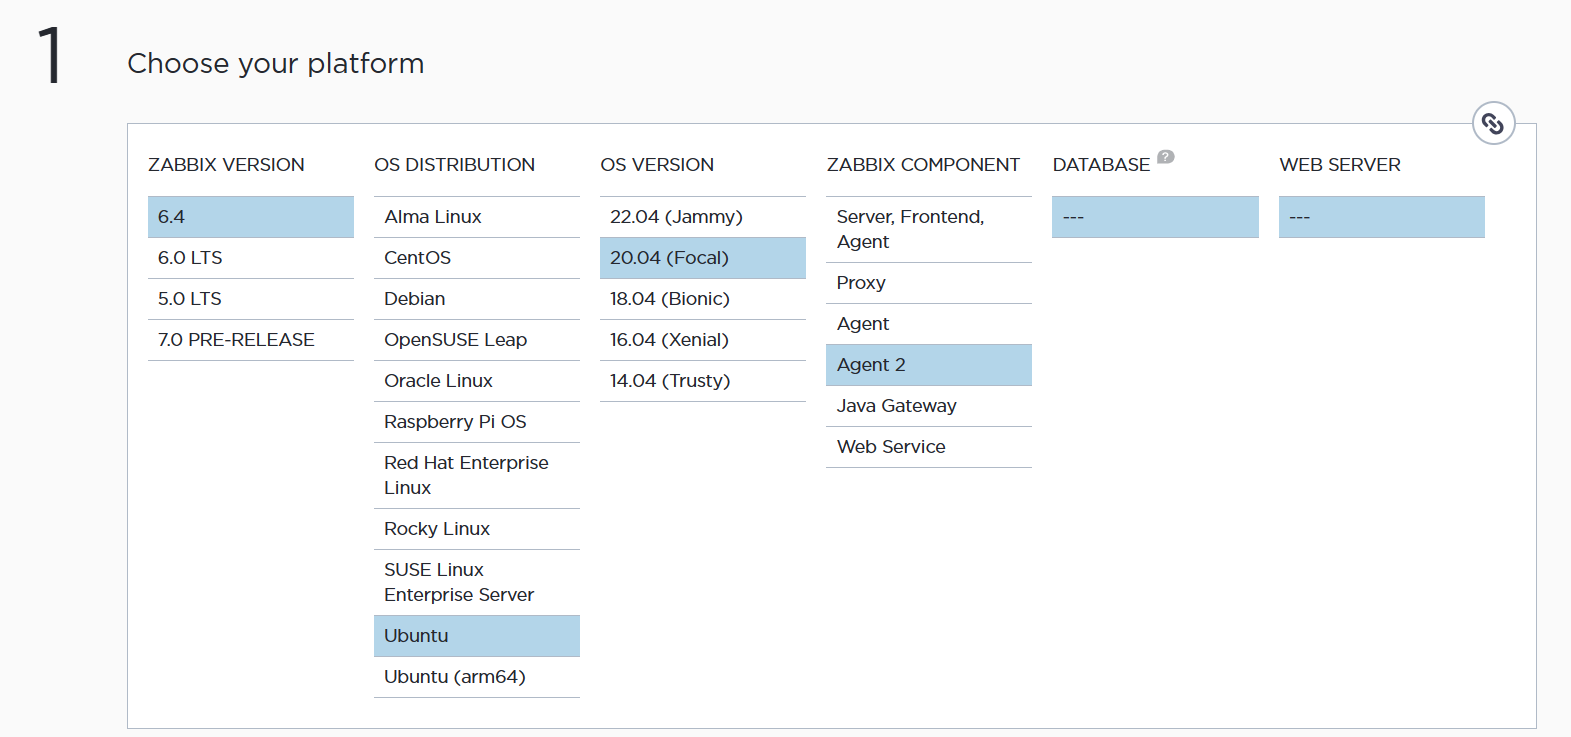 1
Choose your platform
ZABBIX VERSION
6.4
6.0 LTS
5.0 LTS
7.0 PRE-RELEASE
OS DISTRIBUTION
Alma Linux
CentOS
Debian
OpenSUSE Leap
Oracle Linux
Raspberry Pi OS
Red Hat Enterprise
Linux
Rocky Linux
SUSE Linux
Enterprise Server
Ubuntu
Ubuntu (arm64)
OS VERSION
22.04 (Jammy)
20.04 (Focal)
18.04 (Bionic)
16.04 (Xenial)
14.04 (Trusty)
ZABBIX COMPONENT
Server, Frontend,
Agent
Proxy
Agent
Agent 2
Java Gateway
Web Service
DATABASE ?
---
WEB SERVER
---